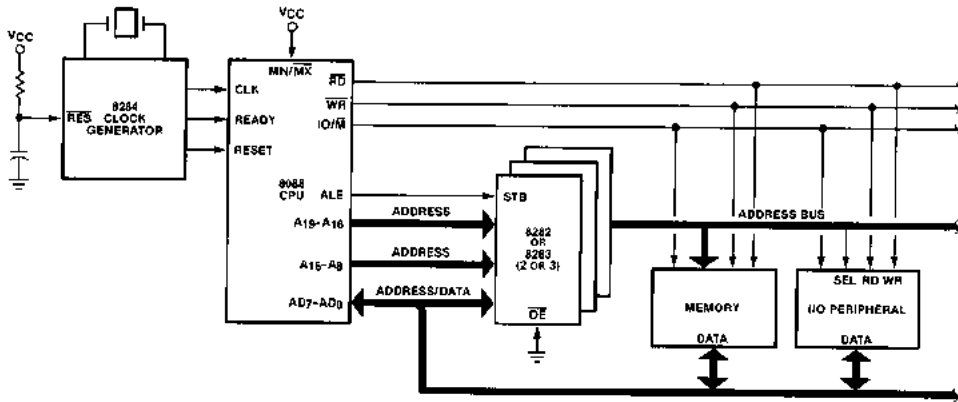 VCC
VCC
RES
8284
CLOCK
GENERATOR
MN/MX
CLK
READY
RESET
8088
CPU
ALE
A19-A16
A15-A8
AD7-AD0
RD
WR
IO/M
ADDRESS
ADDRESS
ADDRESS/DATA
STB
8282
OR
8283
(2 OR 3)
OE
ADDRESS BUS
MEMORY
DATA
SEL RD WR
I/O PERIPHERAL
DATA